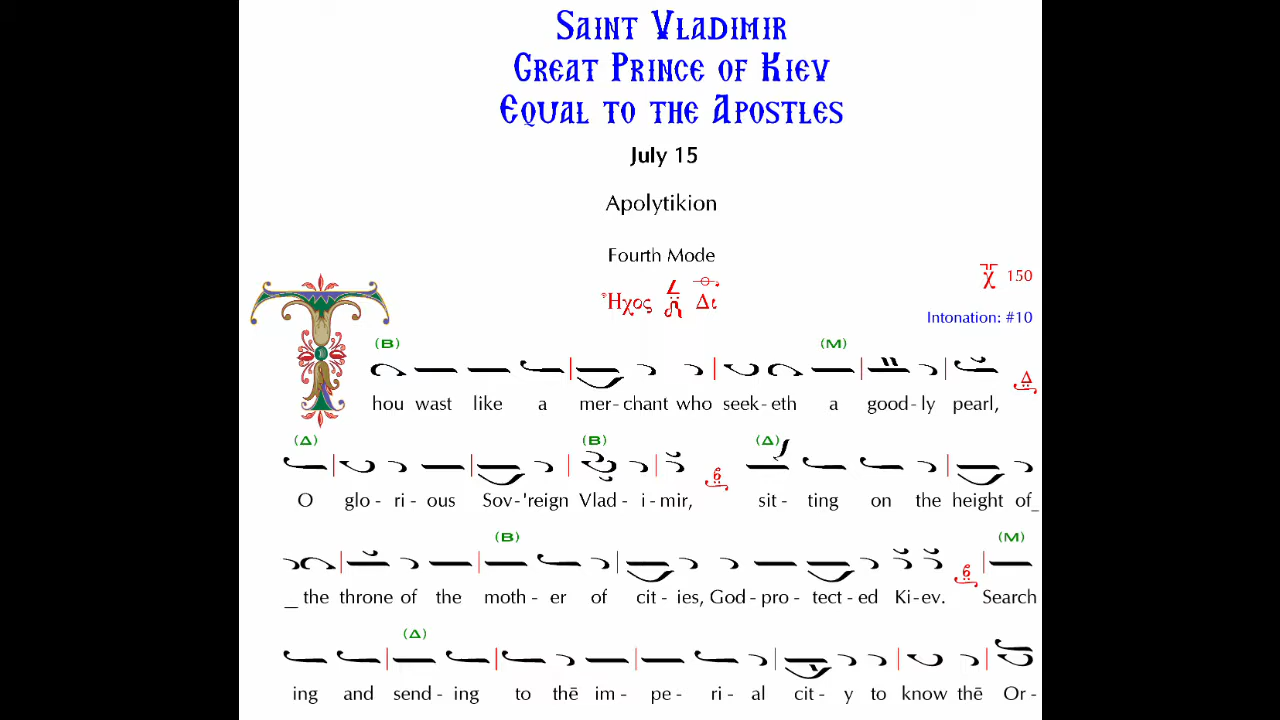 Saint Vladimir
Great Prince of Kiev
Equal to the Apostles
July 15
Apolytikion
Fourth Mode
Ἦχος Δι
χ 150
Intonation: #10
(B) (M)
Thou wast like a mer-chant who seek-eth a good-ly pearl,
Δ
(Δ) (B) (Δ)
O glo-ri-ous Sov-'reign Vlad-i-mir, sit-ting on the height of_
(B) (M)
_ the throne of the moth-er of cit-ies, God-pro-tect-ed Ki-ev. Search
(Δ)
ing and send-ing to thē im-pe-ri-al cit-y to know thē Or-